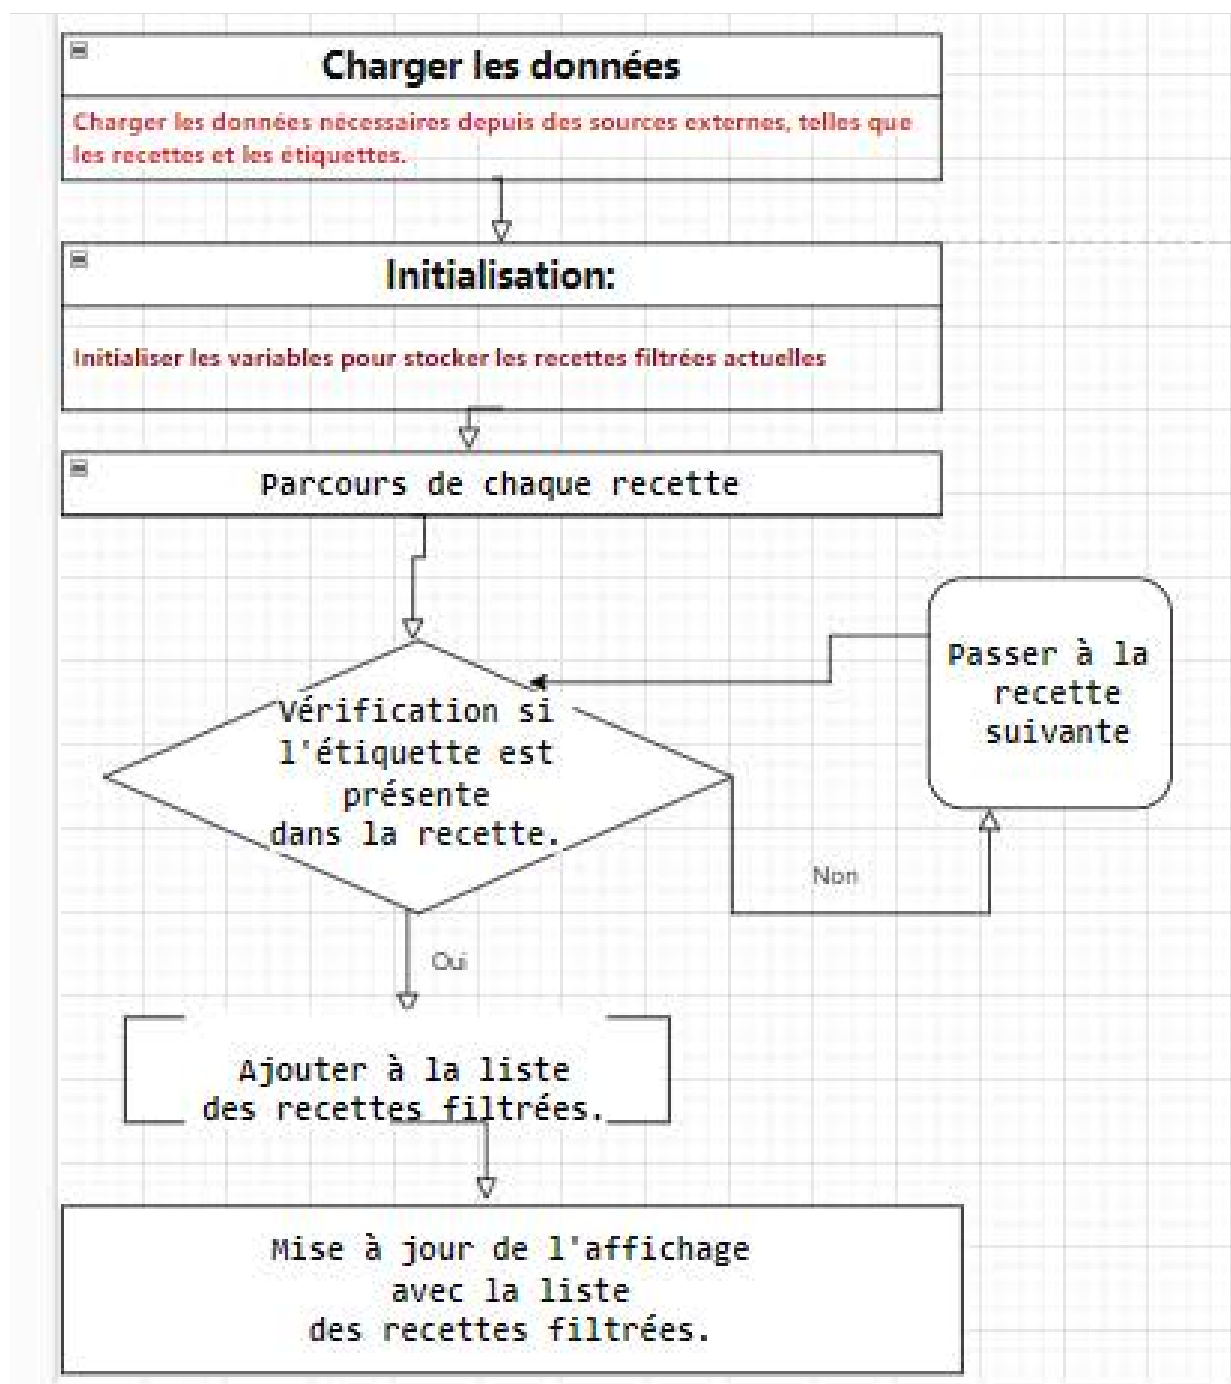 Charger les données
Charger les données nécessaires depuis des sources externes, telles que
les recettes et les étiquettes.
Initialisation:
Initialiser les variables pour stocker les recettes filtrées actuelles
Parcours de chaque recette
Passer à la
recette
suivante
Vérification si
l'étiquette est
présente
dans la recette.
Non
Oui
Ajouter à la liste
des recettes filtrées.
Mise à jour de l'affichage
avec la liste
des recettes filtrées.